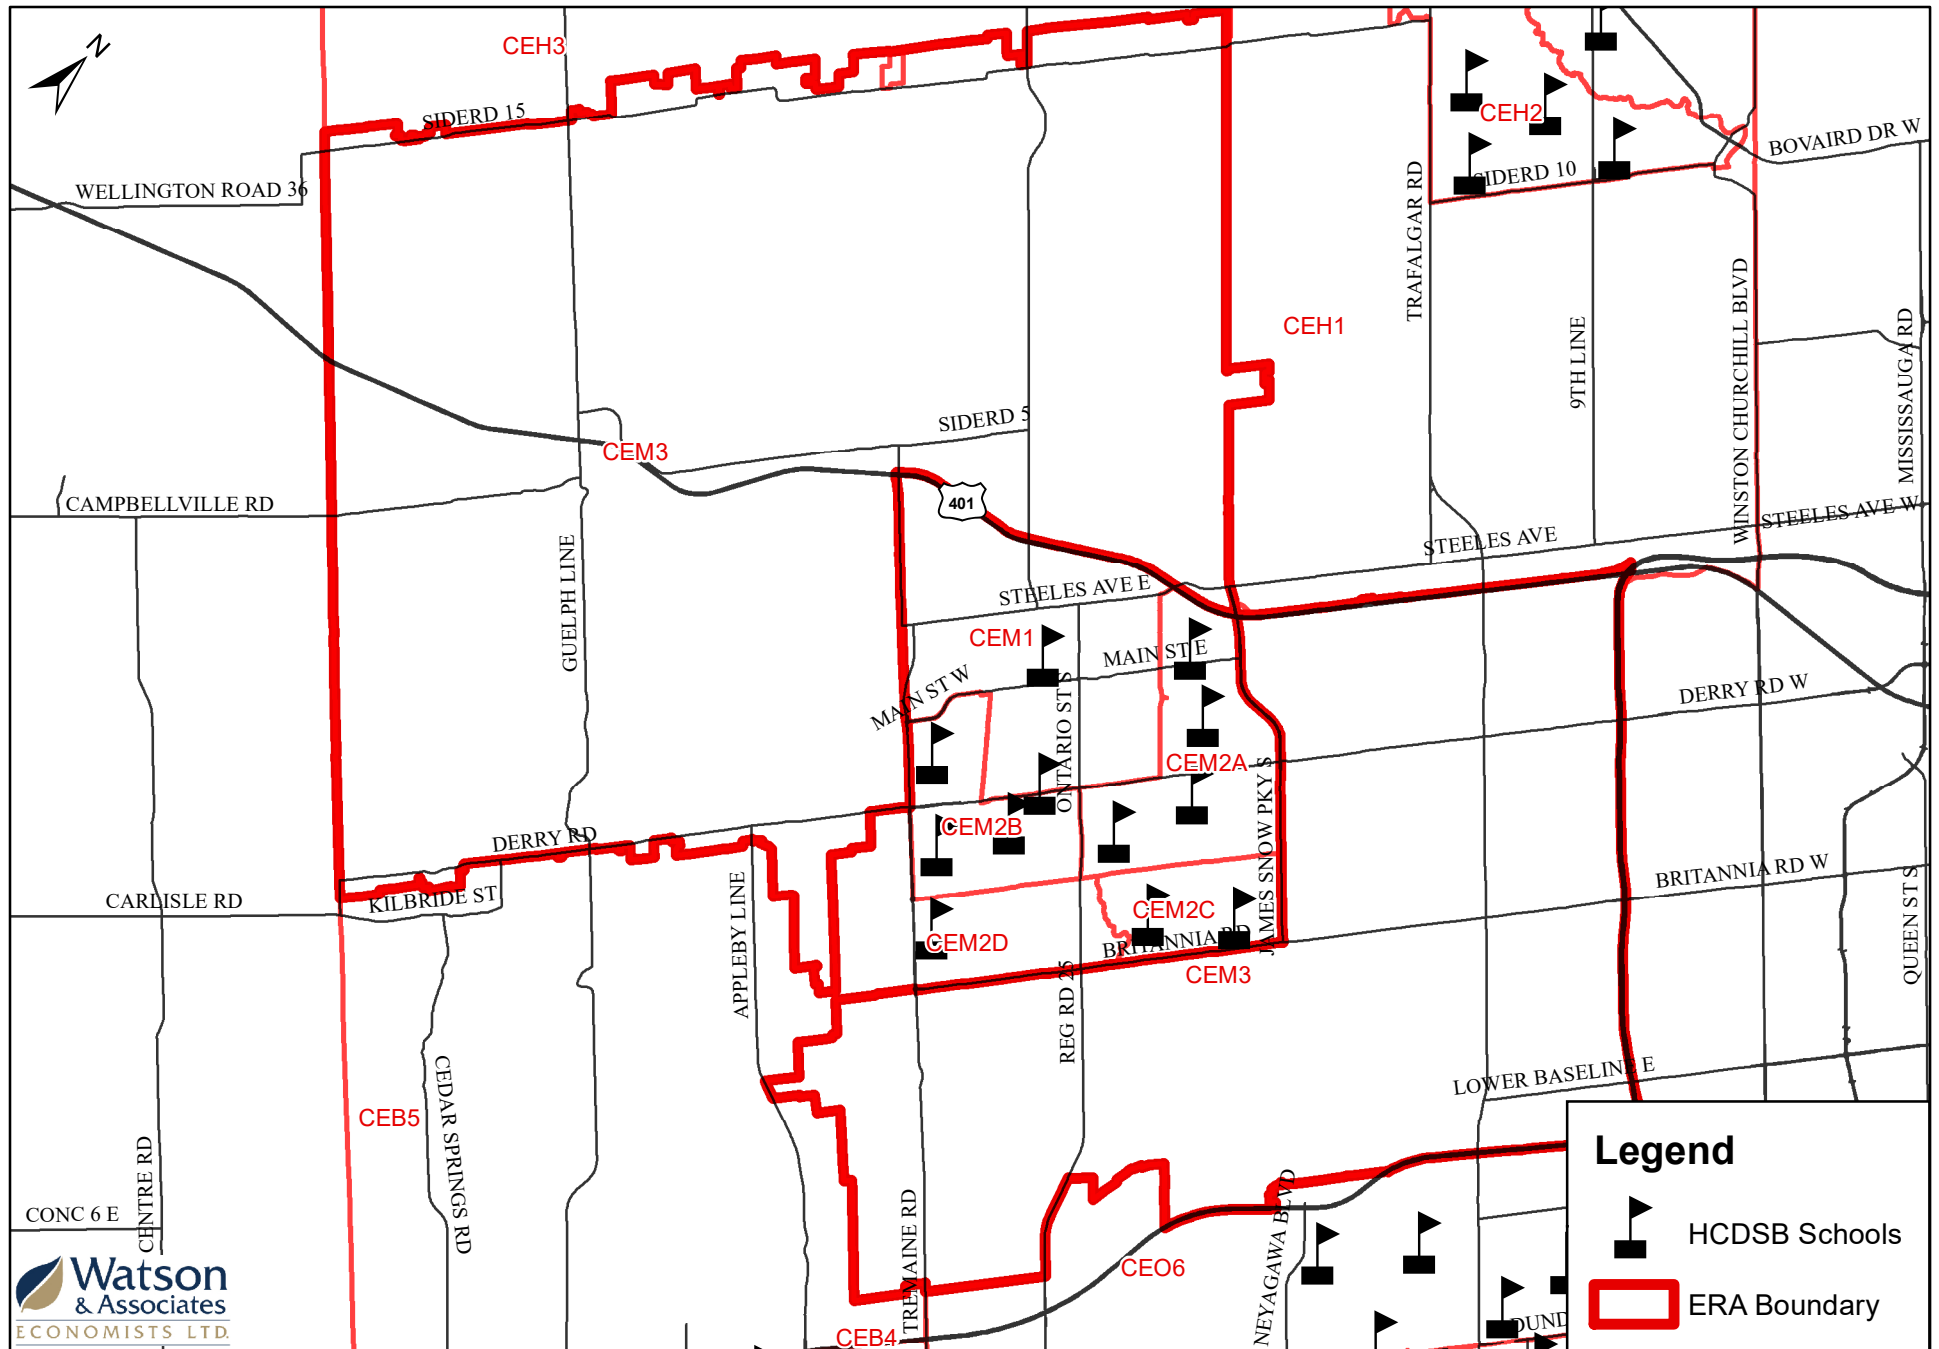 N
CEH3
SIDERD 15
CEH2
BOVAIRD DR W
SIDERD 10
WELLINGTON ROAD 36
TRAFALGAR RD
CEH1
WINSTON CHURCHILL BLVD
MISSISSAUGA RD
9TH LINE
SIDERD 5
CEM3
401
CAMPBELLVILLE RD
STEELES AVE W
STEELES AVE
GUELPH LINE
STEELES AVE E
CEM1
MAIN ST E
MAIN ST W
ONTARIO ST S
DERRY RD W
CEM2A
JAMES SNOW PKY S
CEM2B
DERRY RD
BRITANNIA RD W
KILBRIDE ST
CARLISLE RD
APPLEBY LINE
CEM2C
CEM2D
BRITANNIA RD
QUEEN ST S
CEM3
REG RD 25
LOWER BASELINE E
CEDAR SPRINGS RD
CEB5
CENTRE RD
CONC 6 E
TREMAINE RD
NEYAGAWA BLVD
CEO6
CEB4
DUND
Legend
HCDSB Schools
ERA Boundary
Watson
& Associates
ECONOMISTS LTD.